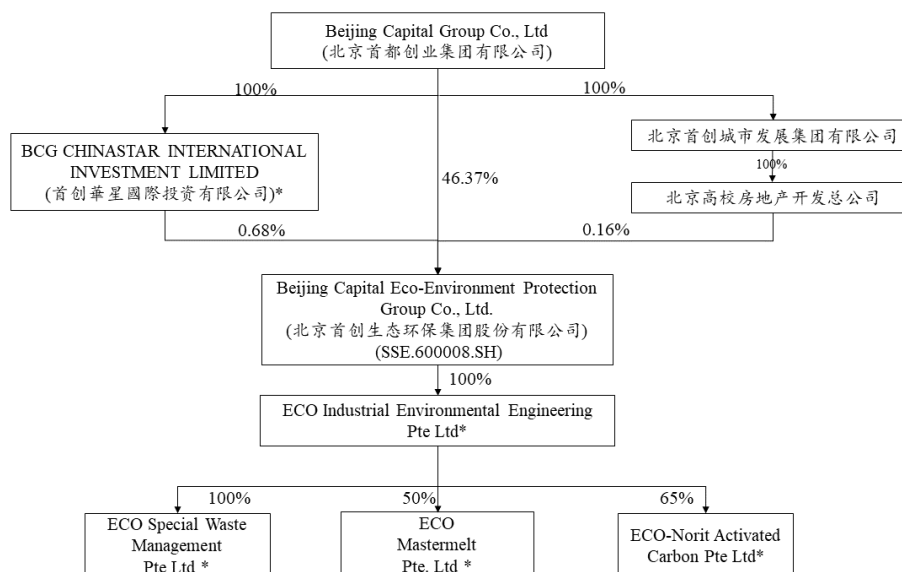 Beijing Capital Group Co., Ltd
(北京首都创业集团有限公司)
100%
100%
BCG CHINASTAR INTERNATIONAL
INVESTMENT LIMITED
(首创華星國際投资有限公司)*
46.37%
北京首创城市发展集团有限公司
100%
北京高校房地产开发总公司
0.68%
0.16%
Beijing Capital Eco-Environment Protection
Group Co., Ltd.
(北京首创生态环保集团股份有限公司)
(SSE.600008.SH)
100%
ECO Industrial Environmental Engineering
Pte Ltd*
100%
50%
65%
ECO Special Waste
Management
Pte Ltd *
ECO
Mastermelt
Pte. Ltd *
ECO-Norit Activated
Carbon Pte Ltd*